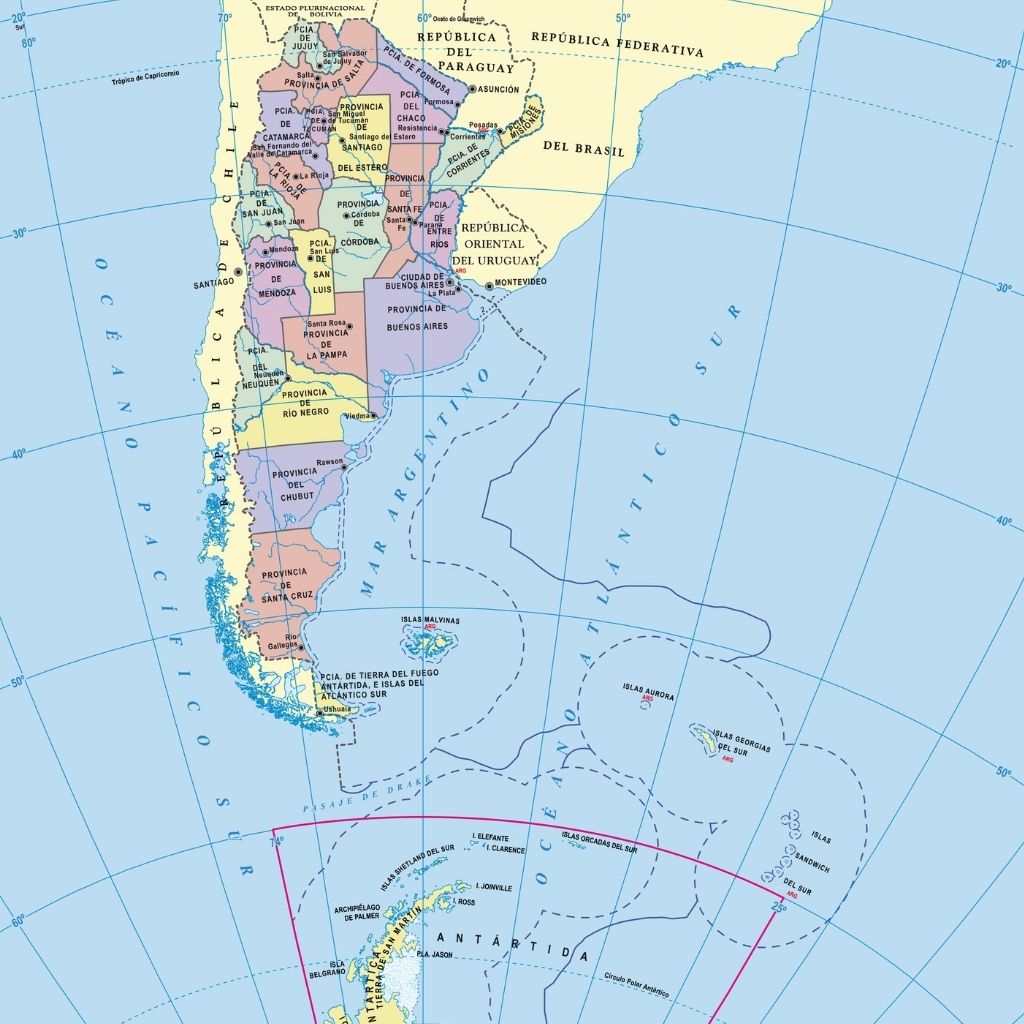 20°
Sur
80°
70°
ESTADO PLURINACIONAL
DE
BOLIVIA
60°
Oeste de Greenwich
50°
REPÚBLICA
DEL
PARAGUAY
REPÚBLICA FEDERATIVA
DEL BRASIL
20°
Trópico de Capricornio
PCIA.
DE
JUJUY
San Salvador
de Jujuy
Salta
PROVINCIA DE SALTA
PCIA. DE FORMOSA
ASUNCIÓN
Formosa
PCIA.
DEL
CHACO
Resistencia
Corrientes
Posadas
ARG
PCIA. DE
MISIONES
PCIA. DE
CORRIENTES
PCIA.
DE
CATAMARCA
San Fernando del
Valle de Catamarca
PCIA.
DE
TUCUMÁN
San Miguel
de Tucumán
PROVINCIA
DE
Santiago del Estero
SANTIAGO
DEL ESTERO
PCIA. DE
LA RIOJA
La Rioja
PROVINCIA
DE
SANTA FE
Santa
Fe
Paraná
PCIA.
DE
ENTRE
RÍOS
PCIA.
DE
SAN JUAN
San Juan
PROVINCIA
Córdoba
DE
CÓRDOBA
REPÚBLICA
ORIENTAL
DEL URUGUAY
MONTEVIDEO
30°
Mendoza
PROVINCIA
DE
MENDOZA
PCIA.
San Luis
DE
SAN
LUIS
SANTIAGO
ARG
CIUDAD DE
BUENOS AIRES
La Plata
PROVINCIA DE
BUENOS AIRES
30°
Santa Rosa
PROVINCIA
DE
LA PAMPA
PCIA.
DEL
Neuquén
NEUQUÉN
PROVINCIA
DE
RÍO NEGRO
Viedma
REPÚBLICA DE CHILE
OCÉANO PACÍFICO SUR
MAR ARGENTINO
OCÉANO ATLÁNTICO SUR
40°
Rawson
PROVINCIA
DEL
CHUBUT
40°
PROVINCIA
DE
SANTA CRUZ
Río
Gallegos
ISLAS MALVINAS
ARG
50°
PCIA. DE TIERRA DEL FUEGO
ANTÁRTIDA, E ISLAS DEL
ATLÁNTICO SUR
Ushuaia
ISLAS AURORA
ARG
ISLAS GEORGIAS
DEL SUR
ARG
50°
PASAJE DE DRAKE
74°
I. ELEFANTE
I. CLARENCE
ISLAS ORCADAS DEL SUR
ISLAS
SANDWICH
DEL SUR
ARG
25°
ISLAS SHETLAND DEL SUR
I. JOINVILLE
I. ROSS
ARCHIPIÉLAGO
DE PALMER
60°
TIERRA DE SAN MARTÍN
ANTÁRTIDA
P.LA. JASON
ISLA
BELGRANO
Círculo Polar Antártico